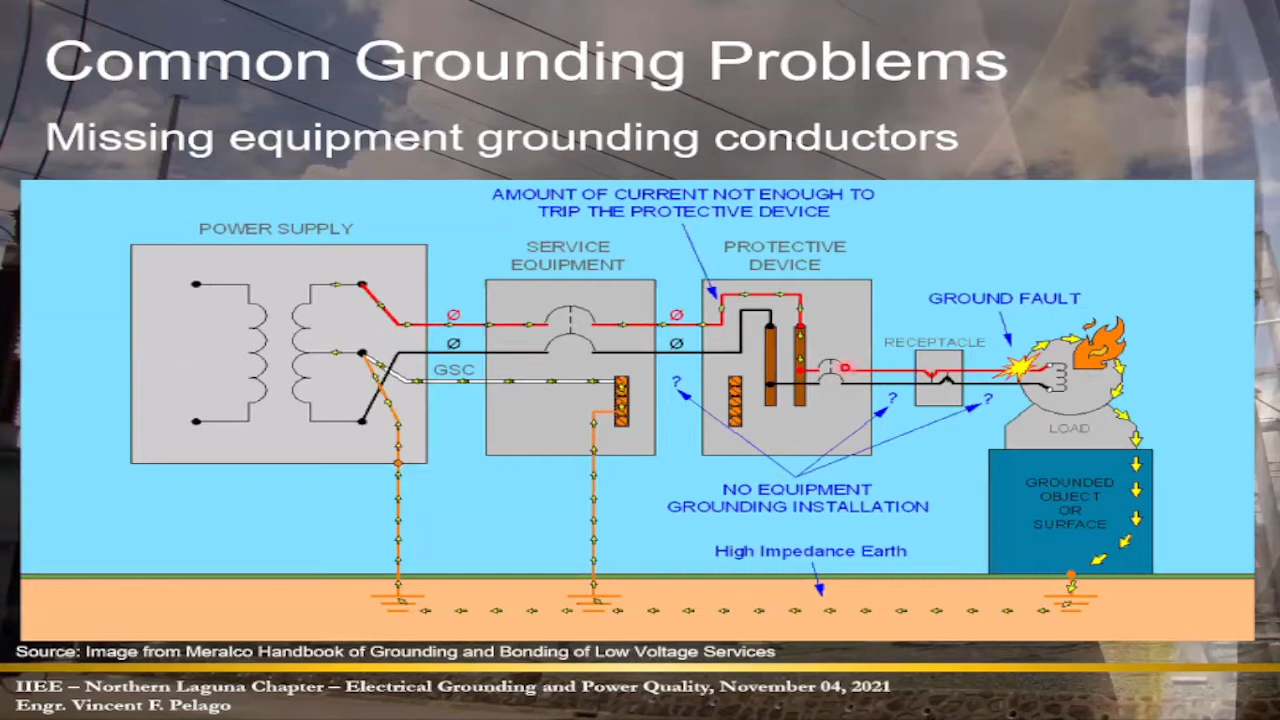 Common Grounding Problems
Missing equipment grounding conductors
AMOUNT OF CURRENT NOT ENOUGH TO
TRIP THE PROTECTIVE DEVICE
POWER SUPPLY
SERVICE
EQUIPMENT
PROTECTIVE
DEVICE
GROUND FAULT
Ø
Ø
RECEPTACLE
Ø
Ø
GSC
?
?
?
LOAD
GROUNDED
OBJECT
OR
SURFACE
NO EQUIPMENT
GROUNDING INSTALLATION
High Impedance Earth
Source: Image from Meralco Handbook of Grounding and Bonding of Low Voltage Services
IIEE – Northern Laguna Chapter – Electrical Grounding and Power Quality, November 04, 2021
Engr. Vincent F. Pelago